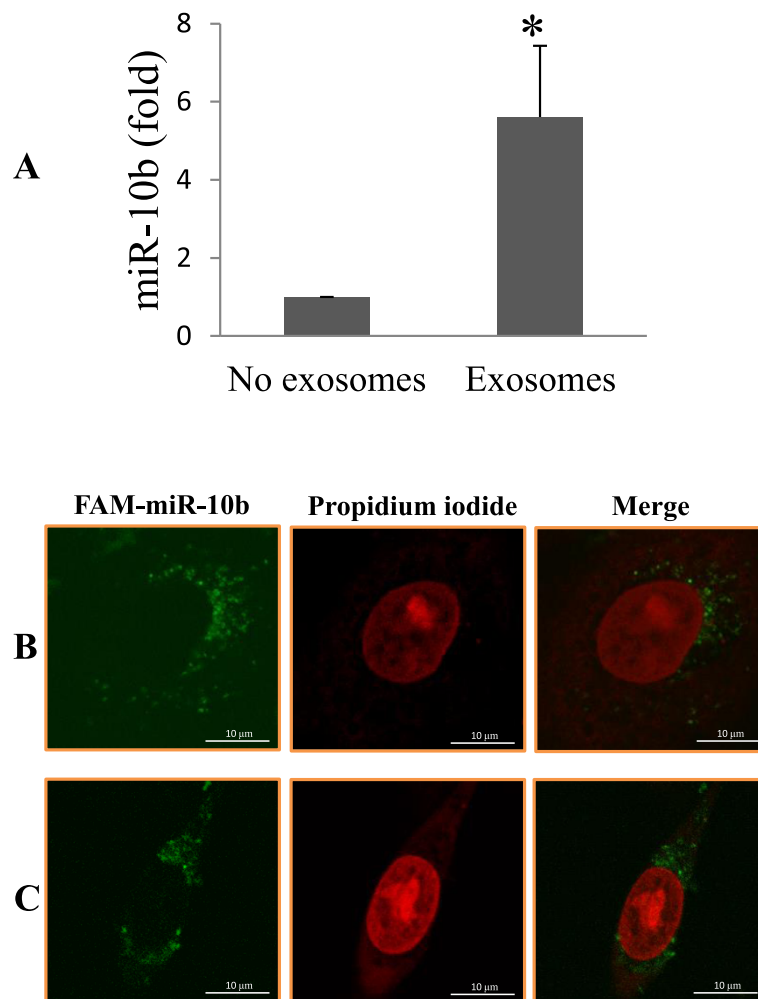 A
miR-10b (fold)
8
6
4
2
0
*
No exosomes Exosomes
FAM-miR-10b Propidium iodide Merge
B
10 μm 10 μm 10 μm
C
10 μm 10 μm 10 μm